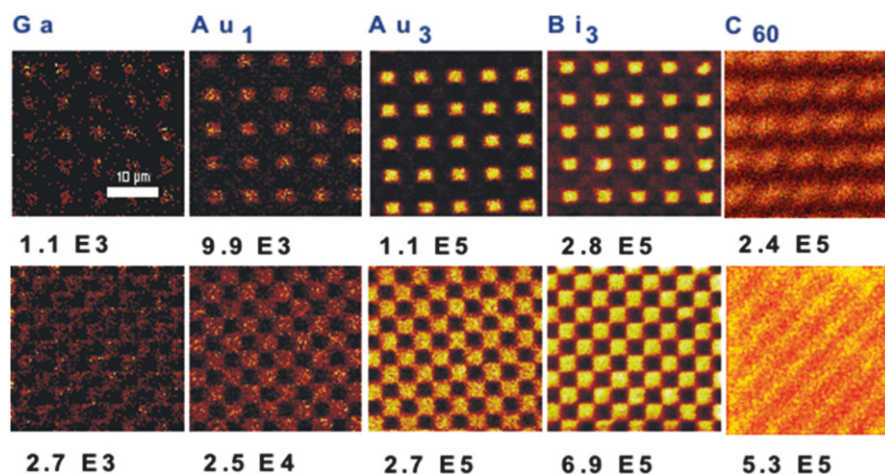 Ga Au1 Au3 Bi3 C60
10 μm
1.1 E3 9.9 E3 1.1 E5 2.8 E5 2.4 E5
2.7 E3 2.5 E4 2.7 E5 6.9 E5 5.3 E5